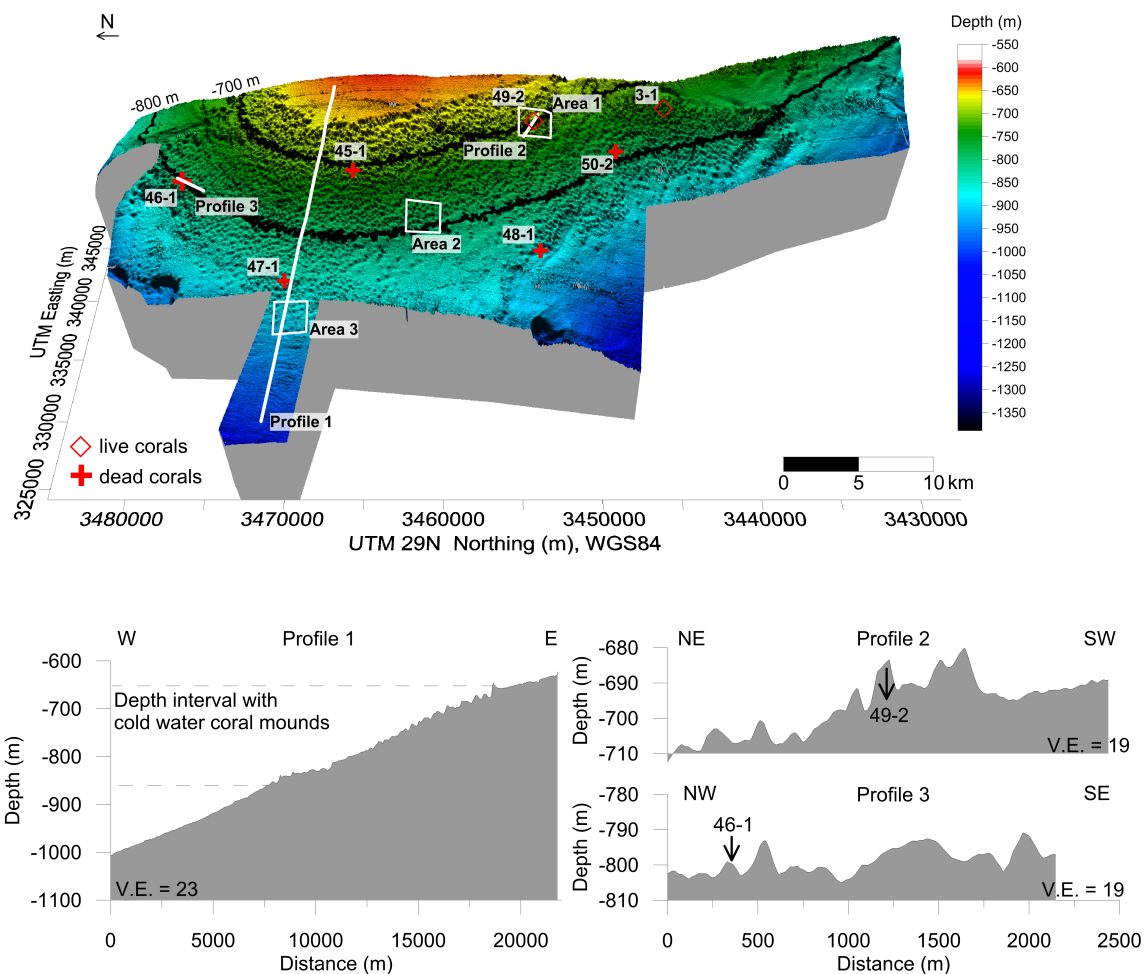 N
Depth (m)
-550
-600
-650
-700
-750
-800
-850
-900
-950
-1000
-1050
-1100
-1150
-1200
-1250
-1300
-1350
-700 m
-800 m
49-2
Area 1
3-1
Profile 2
45-1
50-2
46-1
Profile 3
Area 2
48-1
47-1
Area 3
Profile 1
UTM Easting (m)
345000
340000
335000
330000
325000
live corals
dead corals
0 5 10 km
3480000 3470000 3460000 3450000 3440000 3430000
UTM 29N Northing (m), WGS84
W Profile 1 E
Depth (m)
-600
-700
-800
-900
-1000
-1100
Depth interval with
cold water coral mounds
V.E. = 23
0 5000 10000 15000 20000
Distance (m)
NE Profile 2 SW
Depth (m)
-680
-690
-700
-710
49-2
V.E. = 19
NW Profile 3 SE
Depth (m)
-780
-790
-800
-810
46-1
V.E. = 19
0 500 1000 1500 2000 2500
Distance (m)